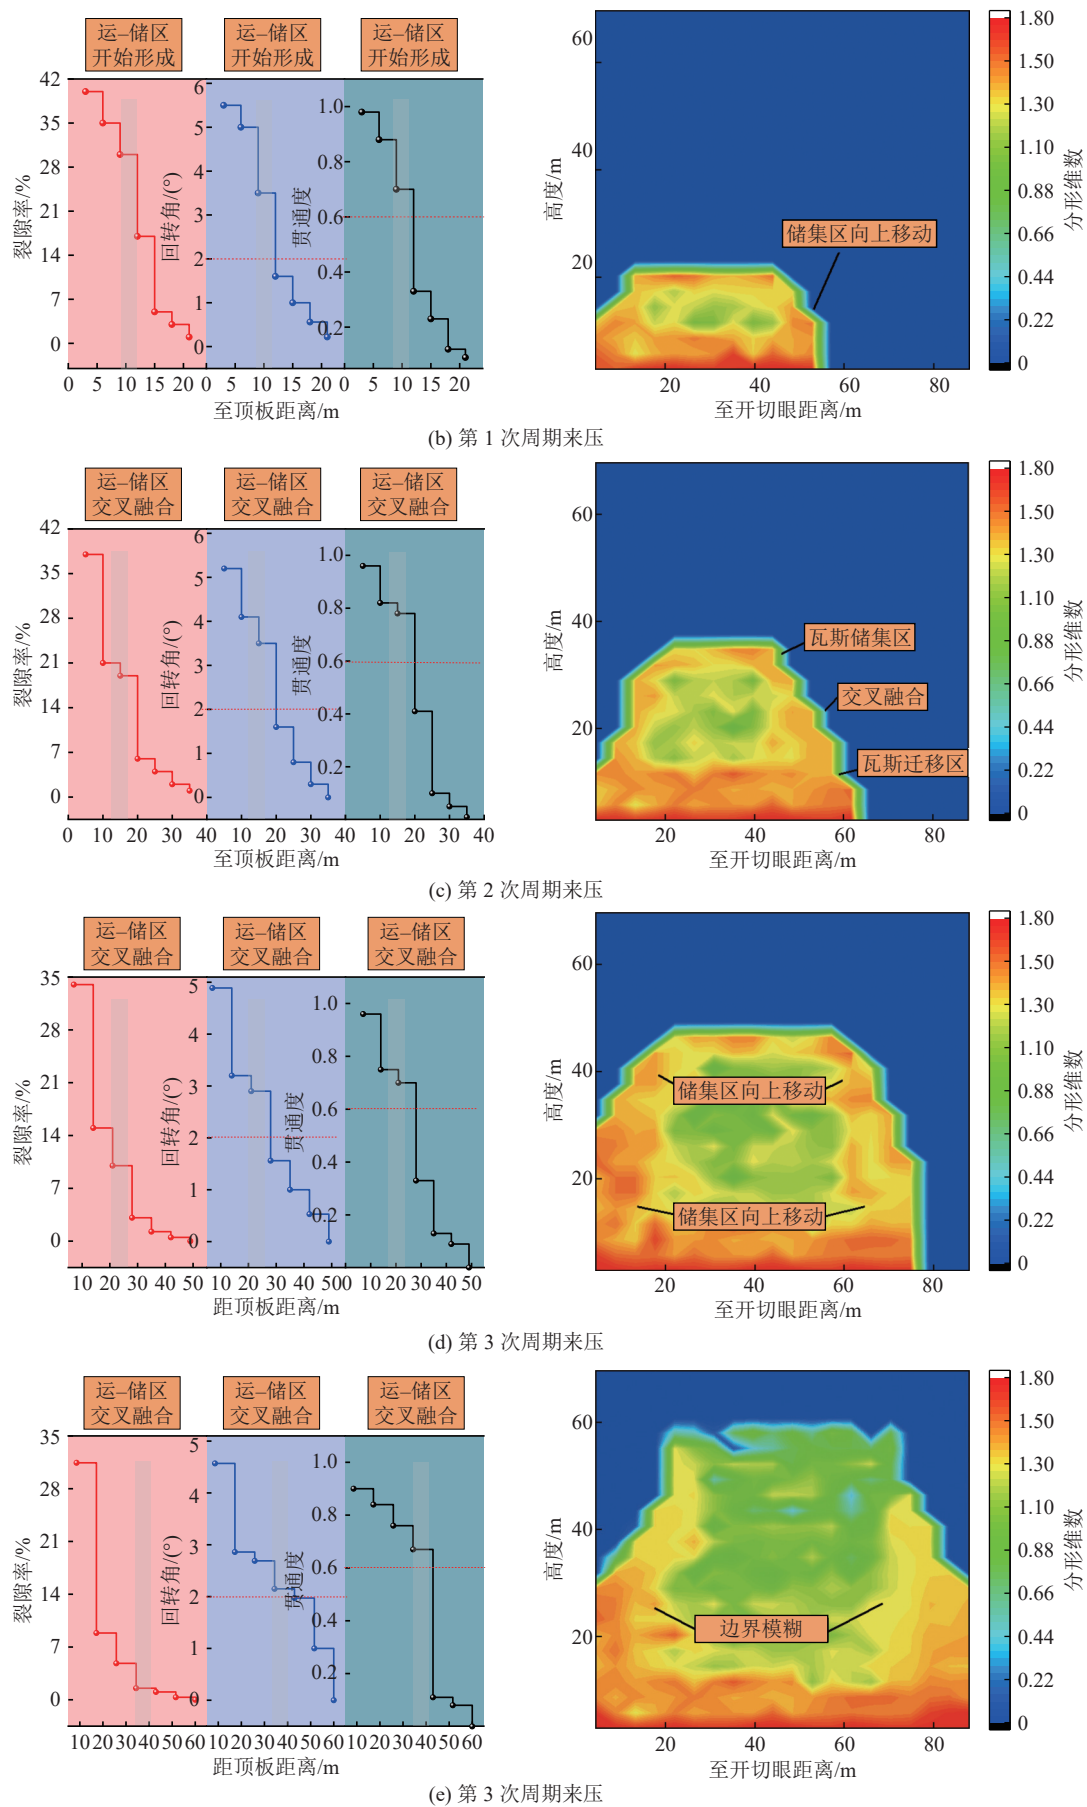 运–储区
开始形成
运–储区
开始形成
运–储区
开始形成
42
35
28
21
14
7
0
裂隙率/%
6
5
4
3
2
1
0
回转角/(°)
1.0
0.8
0.6
0.4
0.2
贯通度
0 5 10 15 20
0 5 10 15 20
0 5 10 15 20
至顶板距离/m
60
40
20
高度/m
储集区向上移动
20 40 60 80
至开切眼距离/m
1.80
1.50
1.30
1.10
0.88
0.66
0.44
0.22
0
分形维数
(b) 第 1 次周期来压
运–储区
交叉融合
运–储区
交叉融合
运–储区
交叉融合
42
35
28
21
14
7
0
裂隙率/%
6
5
4
3
2
1
0
回转角/(°)
1.0
0.8
0.6
0.4
0.2
贯通度
0 10 20 30 40 10 20 30 40 10 20 30 40
至顶板距离/m
60
40
20
高度/m
瓦斯储集区
交叉融合
瓦斯迁移区
20 40 60 80
至开切眼距离/m
1.80
1.50
1.30
1.10
0.88
0.66
0.44
0.22
0
分形维数
(c) 第 2 次周期来压
运–储区
交叉融合
运–储区
交叉融合
运–储区
交叉融合
35
28
21
14
7
0
裂隙率/%
5
4
3
2
1
0
回转角/(°)
1.0
0.8
0.6
0.4
0.2
贯通度
10 20 30 40 50 10 20 30 40 500 10 20 30 40 50
距顶板距离/m
60
40
20
高度/m
储集区向上移动
储集区向上移动
20 40 60 80
至开切眼距离/m
1.80
1.50
1.30
1.10
0.88
0.66
0.44
0.22
0
分形维数
(d) 第 3 次周期来压
运–储区
交叉融合
运–储区
交叉融合
运–储区
交叉融合
35
28
21
14
7
0
裂隙率/%
5
4
3
2
1
0
回转角/(°)
1.0
0.8
0.6
0.4
0.2
贯通度
10 20 30 40 50 60 10 20 30 40 50 60 10 20 30 40 50 60
距顶板距离/m
60
40
20
高度/m
边界模糊
20 40 60 80
至开切眼距离/m
1.80
1.50
1.30
1.10
0.88
0.66
0.44
0.22
0
分形维数
(e) 第 3 次周期来压